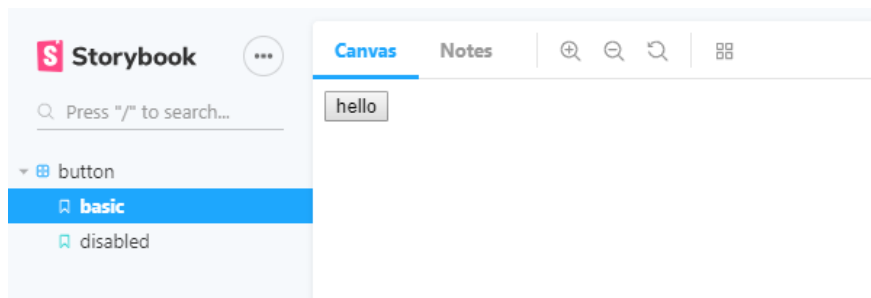 Storybook
Canvas Notes
Press "/" to search...
hello
button
basic
disabled